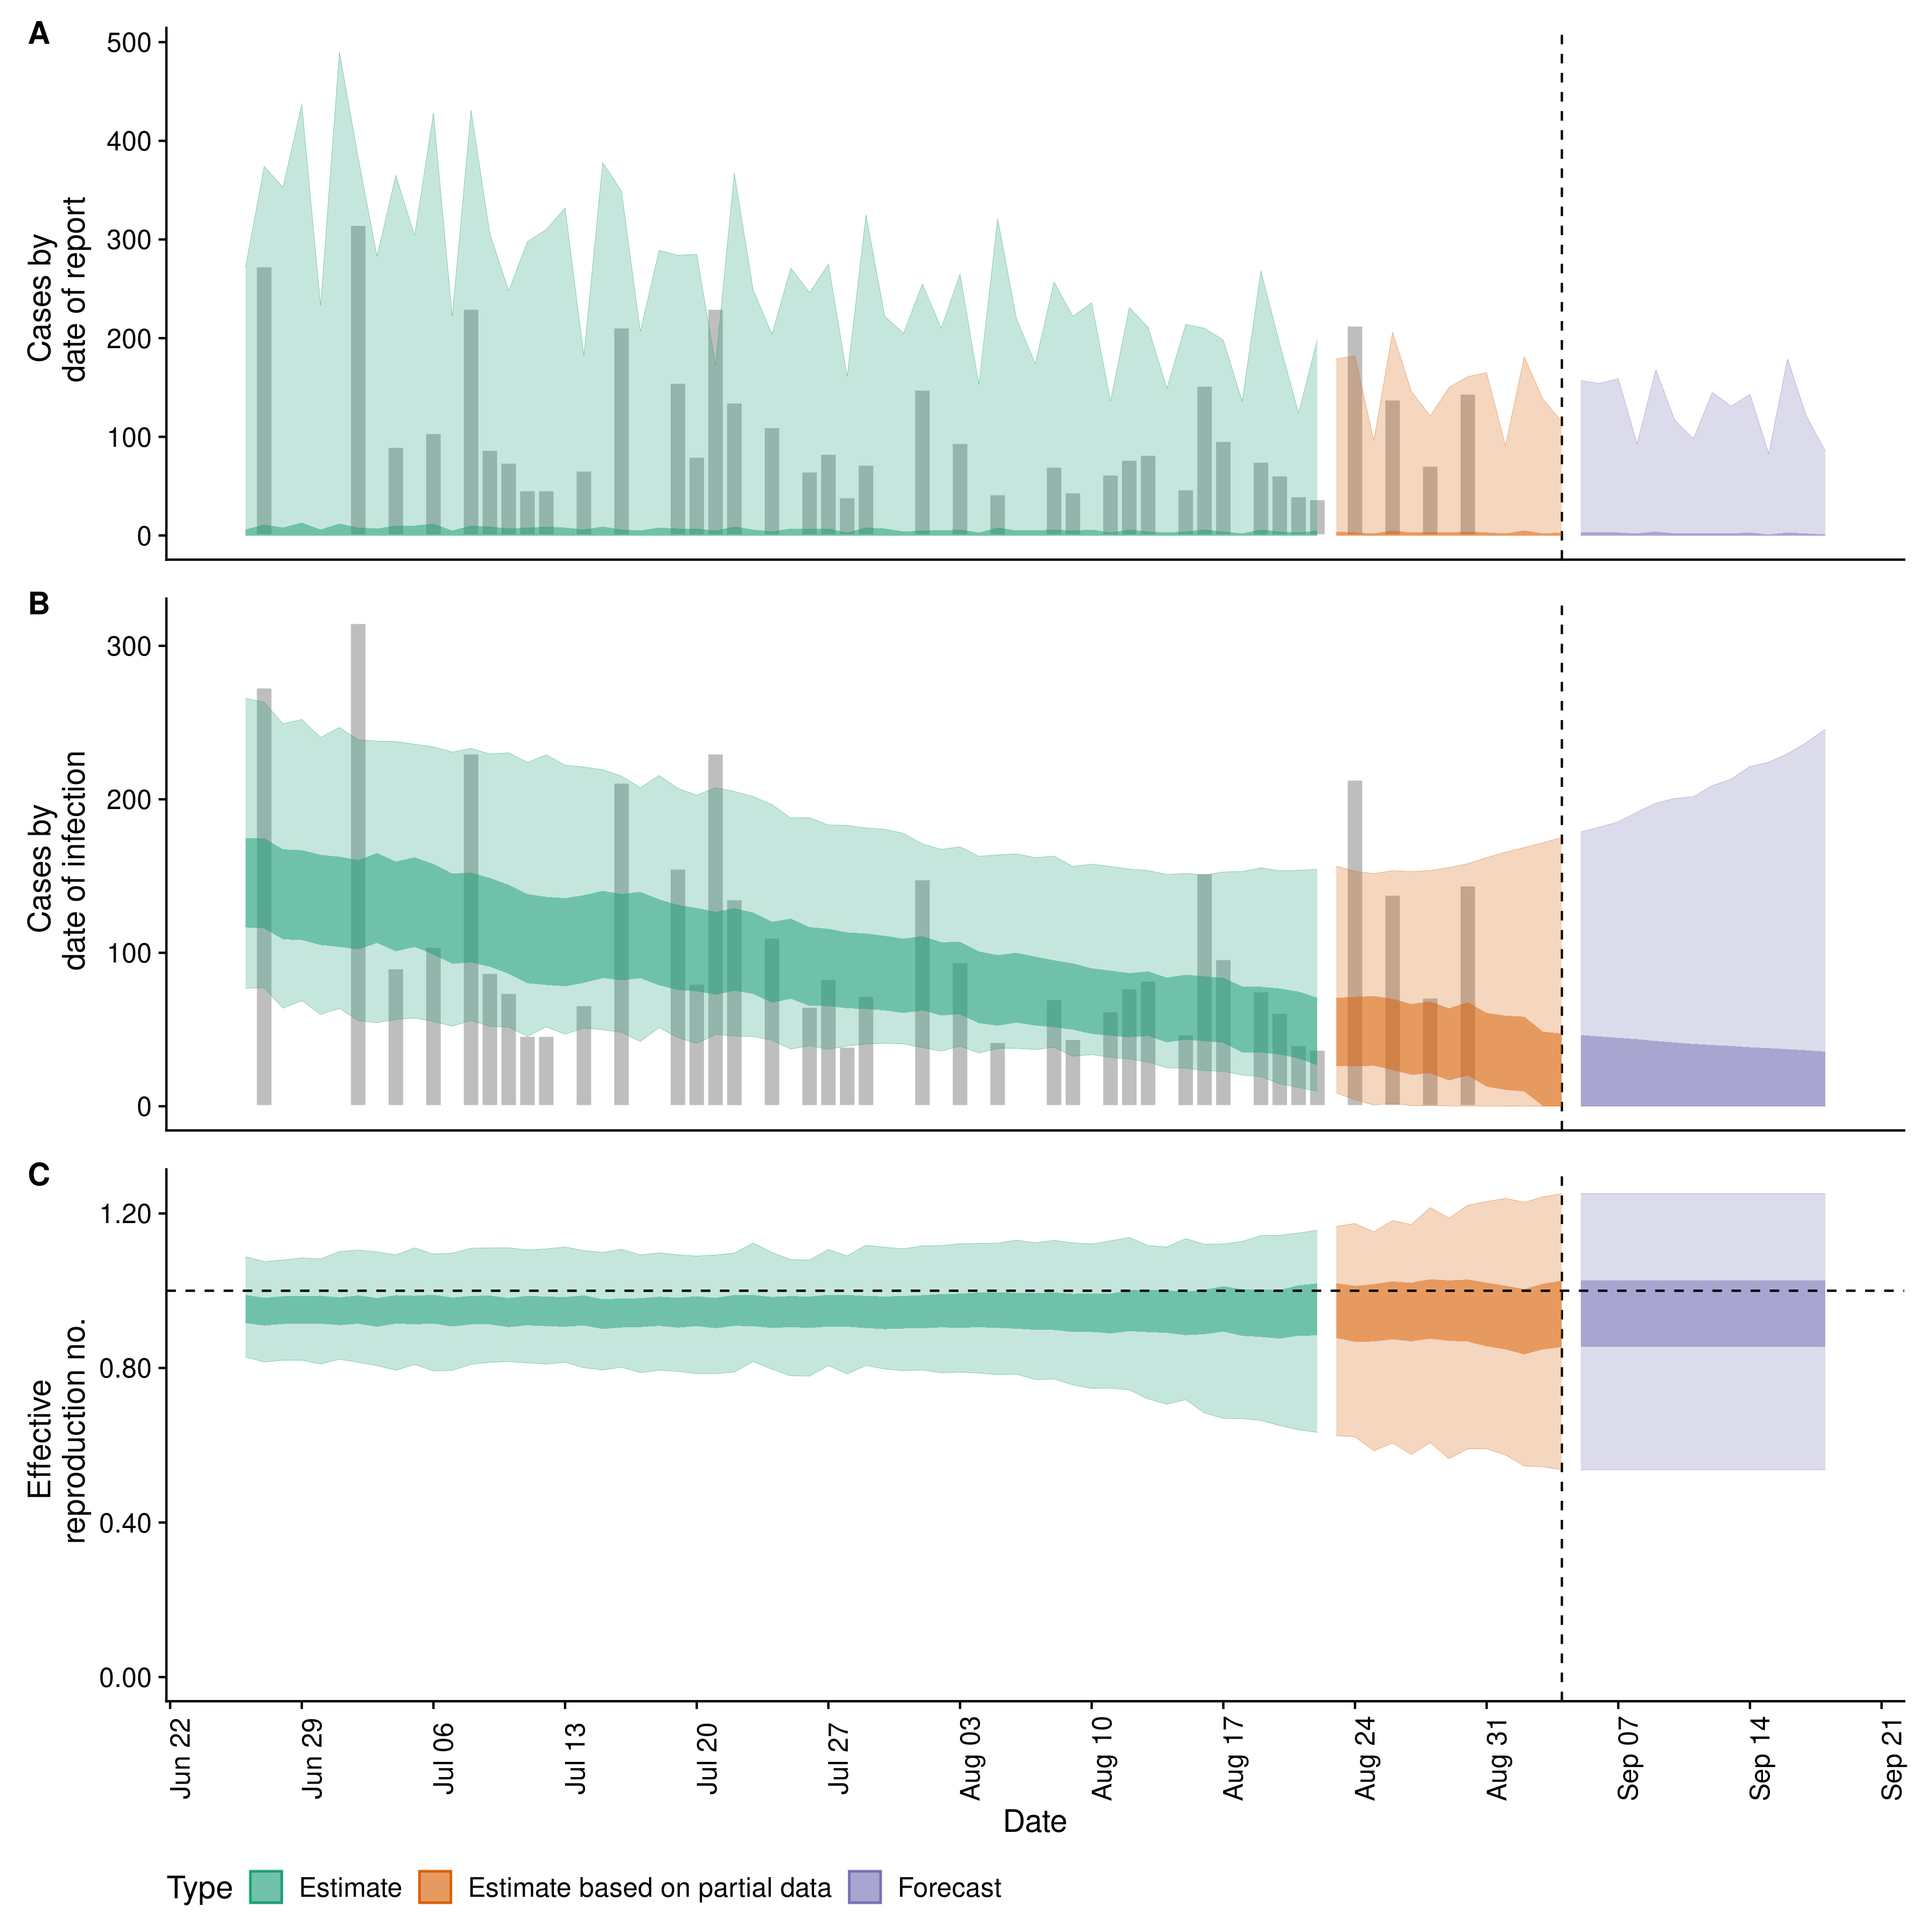 A
500
400
300
200
100
0
Cases by
date of report
B
300
200
100
0
Cases by
date of infection
C
1.20
0.80
0.40
0.00
Effective
reproduction no.
Jun 22
Jun 29
Jul 06
Jul 13
Jul 20
Jul 27
Aug 03
Aug 10
Aug 17
Aug 24
Aug 31
Sep 07
Sep 14
Sep 21
Date
Type Estimate Estimate based on partial data Forecast